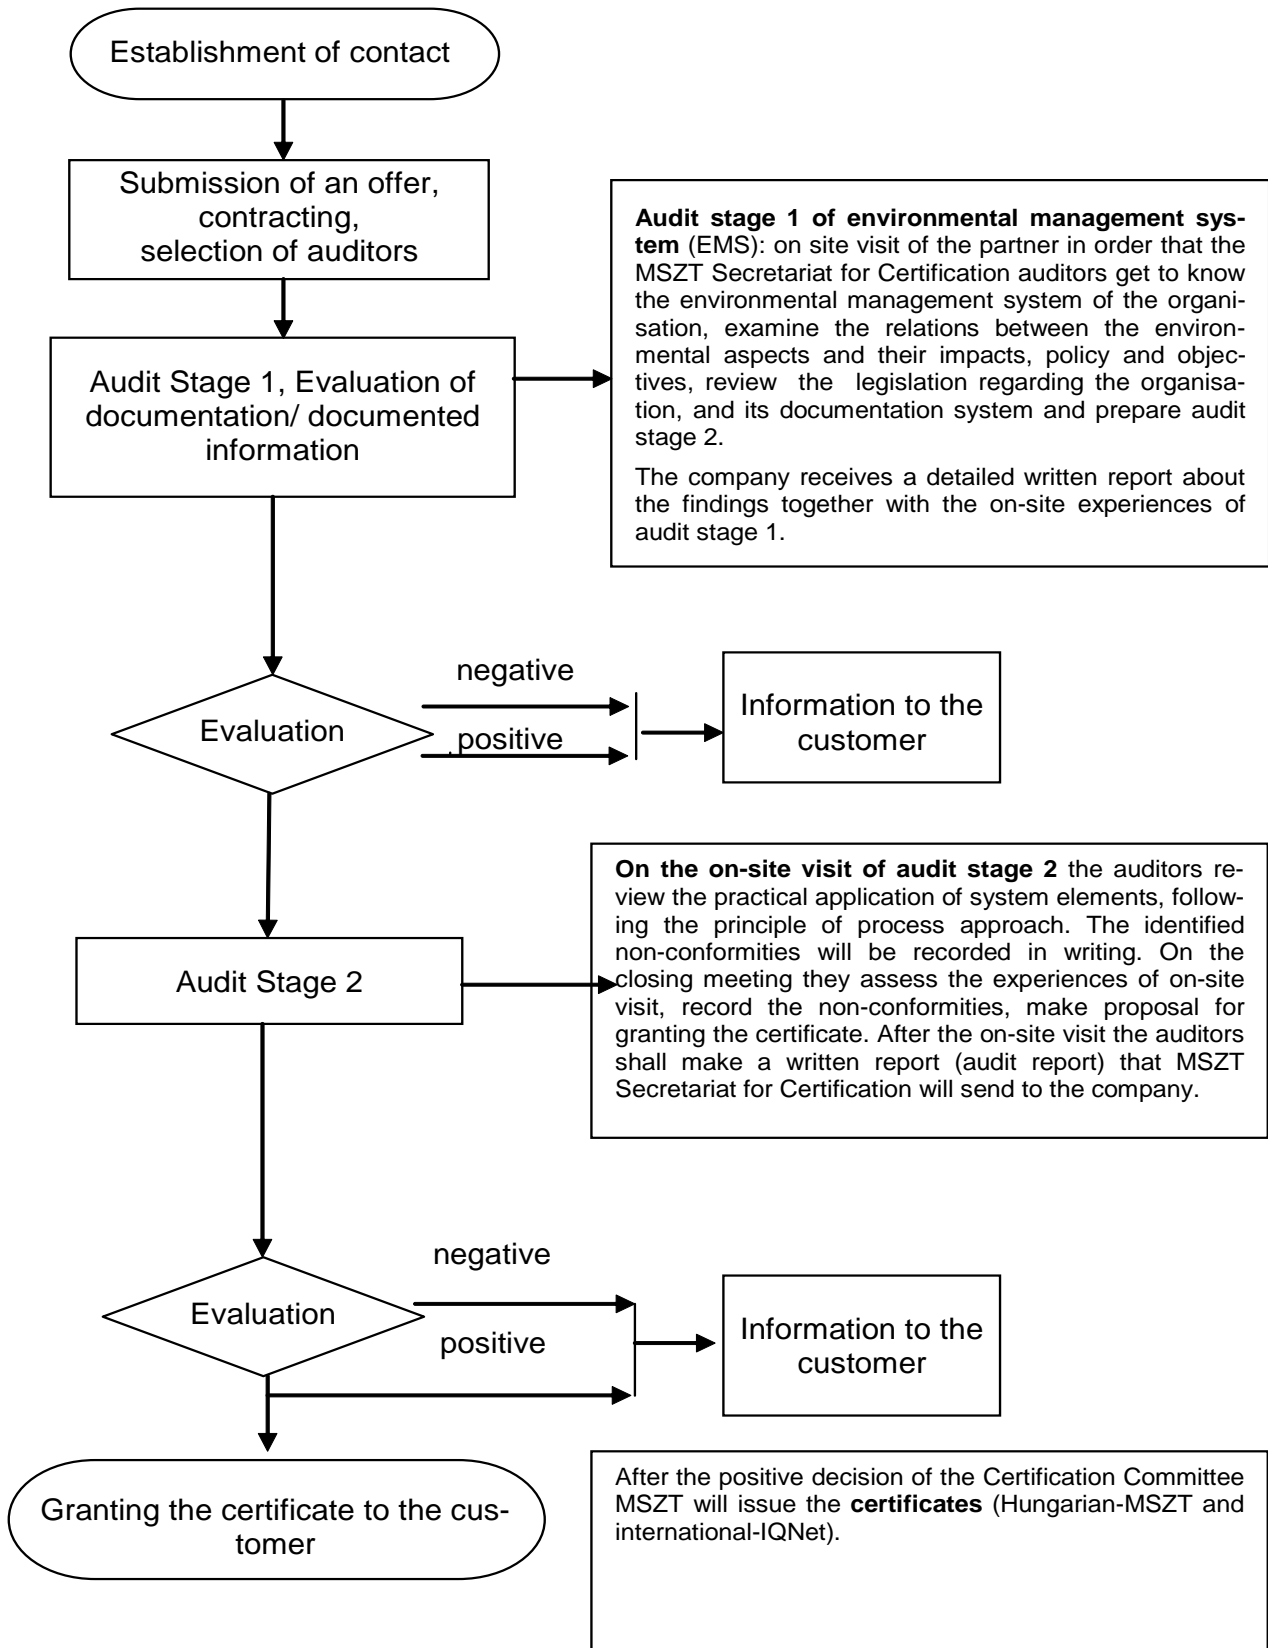 Establishment of contact
Submission of an offer,
contracting,
selection of auditors
Audit stage 1 of environmental management sys-
tem (EMS): on site visit of the partner in order that the
MSZT Secretariat for Certification auditors get to know
the environmental management system of the organi-
sation, examine the relations between the environ-
mental aspects and their impacts, policy and objec-
tives, review the legislation regarding the organisa-
tion, and its documentation system and prepare audit
stage 2.
The company receives a detailed written report about
the findings together with the on-site experiences of
audit stage 1.
Audit Stage 1, Evaluation of
documentation/ documented
information
negative
Evaluation
positive
Information to the
customer
On the on-site visit of audit stage 2 the auditors re-
view the practical application of system elements, follow-
ing the principle of process approach. The identified
non-conformities will be recorded in writing. On the
closing meeting they assess the experiences of on-site
visit, record the non-conformities, make proposal for
granting the certificate. After the on-site visit the auditors
shall make a written report (audit report) that MSZT
Secretariat for Certification will send to the company.
Audit Stage 2
negative
Evaluation
positive
Information to the
customer
Granting the certificate to the cus-
tomer
After the positive decision of the Certification Committee
MSZT will issue the certificates (Hungarian-MSZT and
international-IQNet).